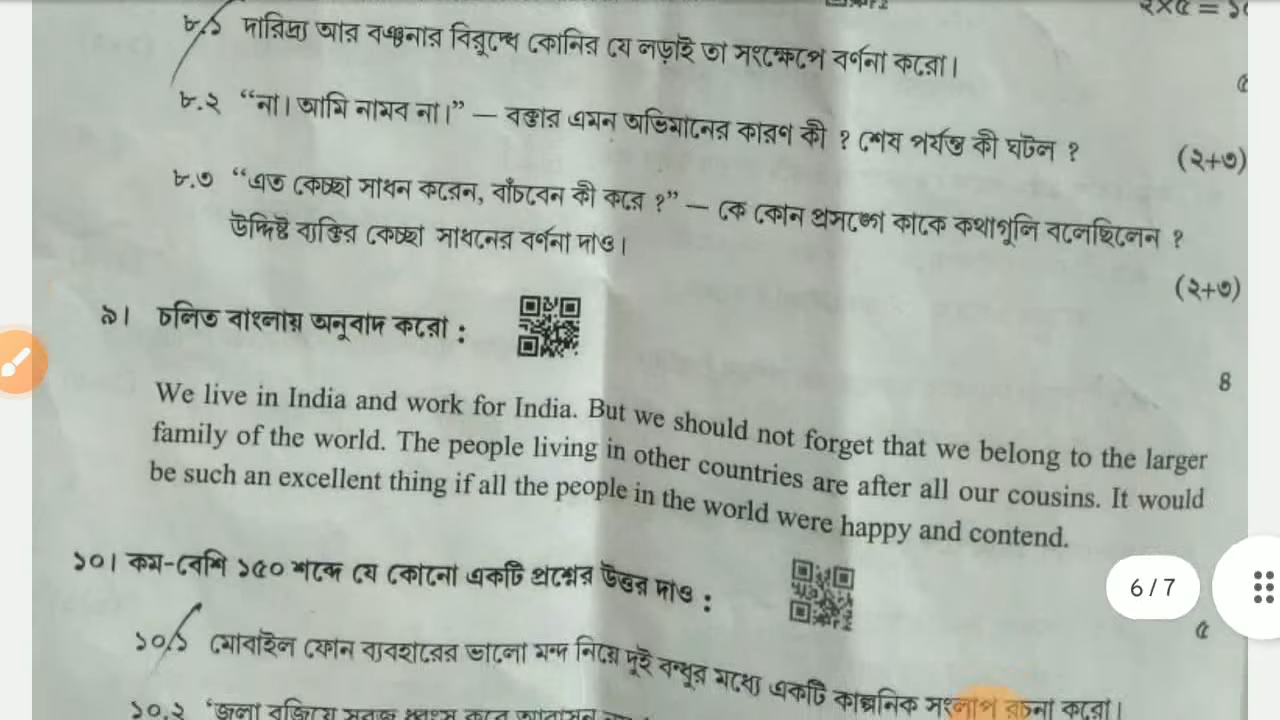 ২x৫ = ১০
৮.১ দারিদ্র্য আর বঞ্চনার বিরুদ্ধে কোনির যে লড়াই তা সংক্ষেপে বর্ণনা করো।
৫
৮.২ “না। আমি নামব না।” — বক্তার এমন অভিমানের কারণ কী ? শেষ পর্যন্ত কী ঘটল ?
(২+৩)
৮.৩ “এত কেচ্ছা সাধন করেন, বাঁচবেন কী করে ?” — কে কোন প্রসঙ্গে কাকে কথাগুলি বলেছিলেন ?
উদ্দিষ্ট ব্যক্তির কেচ্ছা সাধনের বর্ণনা দাও।
(২+৩)
৯। চলিত বাংলায় অনুবাদ করো :
৪
We live in India and work for India. But we should not forget that we belong to the larger
family of the world. The people living in other countries are after all our cousins. It would
be such an excellent thing if all the people in the world were happy and contend.
১০। কম-বেশি ১৫০ শব্দে যে কোনো একটি প্রশ্নের উত্তর দাও :
6 / 7
৫
১০.১ মোবাইল ফোন ব্যবহারের ভালো মন্দ নিয়ে দুই বন্ধুর মধ্যে একটি কাল্পনিক সংলাপ রচনা করো।
১০.২